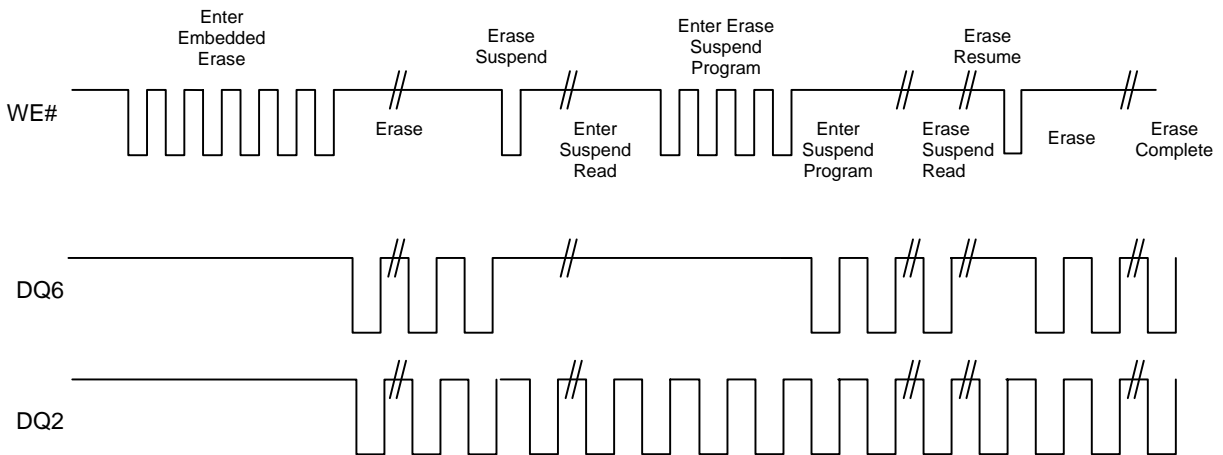 Enter
Embedded
Erase
Erase
Suspend
Enter Erase
Suspend
Program
Erase
Resume
WE#
Erase
Enter
Suspend
Read
Enter
Suspend
Program
Erase
Suspend
Read
Erase
Erase
Complete
DQ6
DQ2